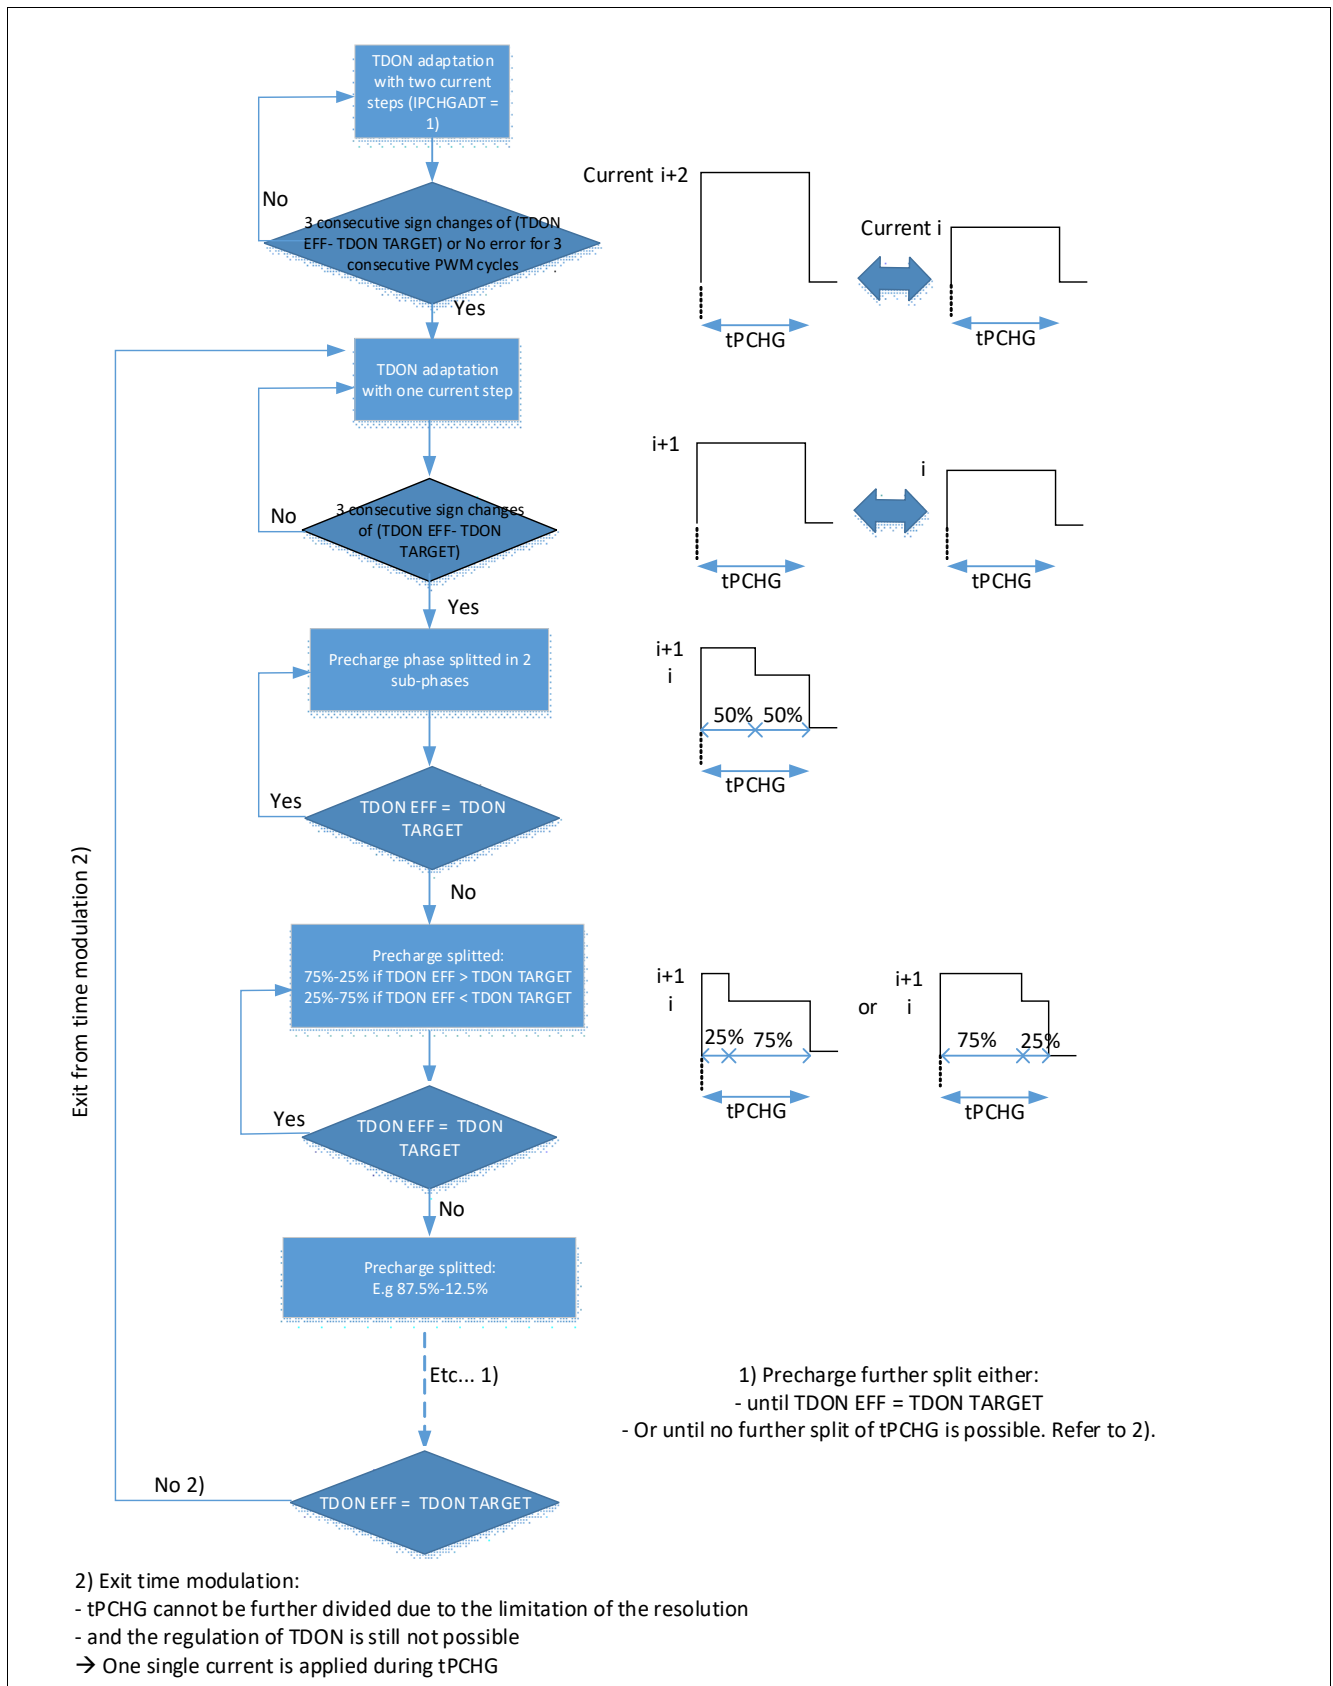 TDON adaptation
with two current
steps (IPCHGADT =
1)
No
3 consecutive sign changes of (TDON
EFF- TDON TARGET) or No error for 3
consecutive PWM cycles
Yes
Current i+2
tPCHG
Current i
tPCHG
TDON adaptation
with one current step
No
3 consecutive sign changes
of (TDON EFF- TDON
TARGET)
Yes
i+1
tPCHG
i
tPCHG
Precharge phase splitted in 2
sub-phases
Yes
TDON EFF = TDON
TARGET
No
i+1
i
50% 50%
tPCHG
Exit from time modulation 2)
Precharge splitted:
75%-25% if TDON EFF > TDON TARGET
25%-75% if TDON EFF < TDON TARGET
Yes
TDON EFF = TDON
TARGET
No
i+1
i
25% 75%
tPCHG
or
i+1
i
75% 25%
tPCHG
Precharge splitted:
E.g 87.5%-12.5%
Etc... 1)
1) Precharge further split either:
- until TDON EFF = TDON TARGET
- Or until no further split of tPCHG is possible. Refer to 2).
No 2)
TDON EFF = TDON TARGET
2) Exit time modulation:
- tPCHG cannot be further divided due to the limitation of the resolution
- and the regulation of TDON is still not possible
→ One single current is applied during tPCHG